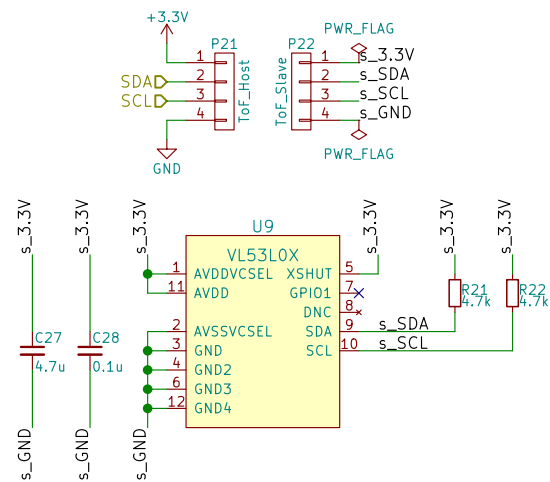 +3.3V
P21
P22
PWR_FLAG
1
2
3
4
SDA
SCL
ToF_Host
GND
ToF_Slave
1
2
3
4
s_3.3V
s_SDA
s_SCL
s_GND
PWR_FLAG
s_3.3V
s_3.3V
s_3.3V
s_3.3V
s_3.3V
s_3.3V
U9
VL53L0X
1 AVDDVCSEL
11 AVDD
2 AVSSVCSEL
3 GND
4 GND2
6 GND3
12 GND4
XSHUT 5
GPIO1 7
DNC 8
SDA 9 s_SDA
SCL 10 s_SCL
R21
4.7k
R22
4.7k
C27
4.7u
C28
0.1u
s_GND
s_GND
s_GND